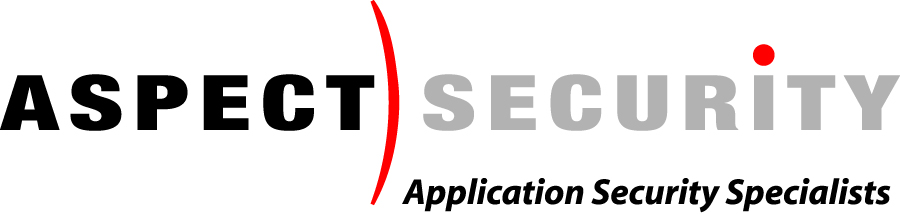 ASPECT SECURITY
Application Security Specialists